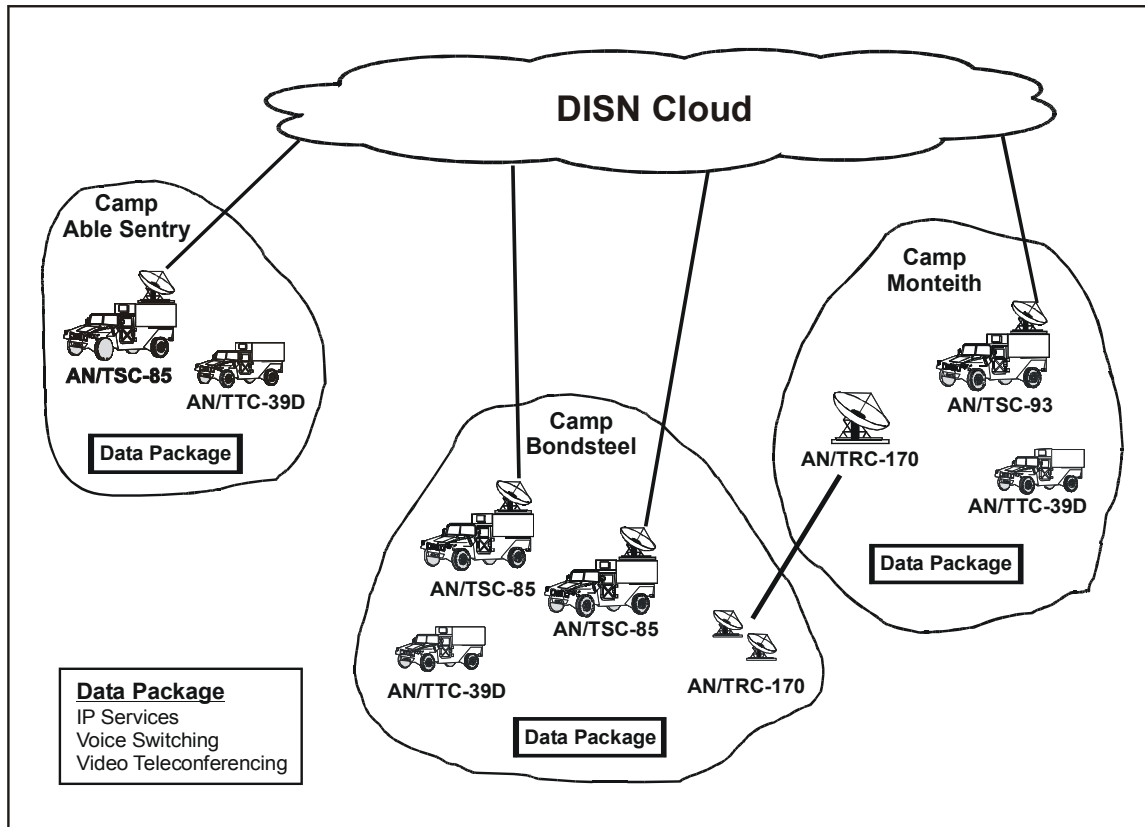 DISN Cloud
Camp
Able Sentry
AN/TSC-85
AN/TTC-39D
Data Package
Camp
Bondsteel
AN/TSC-85
AN/TSC-85
AN/TTC-39D
AN/TRC-170
Data Package
Camp
Monteith
AN/TSC-93
AN/TRC-170
AN/TTC-39D
Data Package
Data Package
IP Services
Voice Switching
Video Teleconferencing